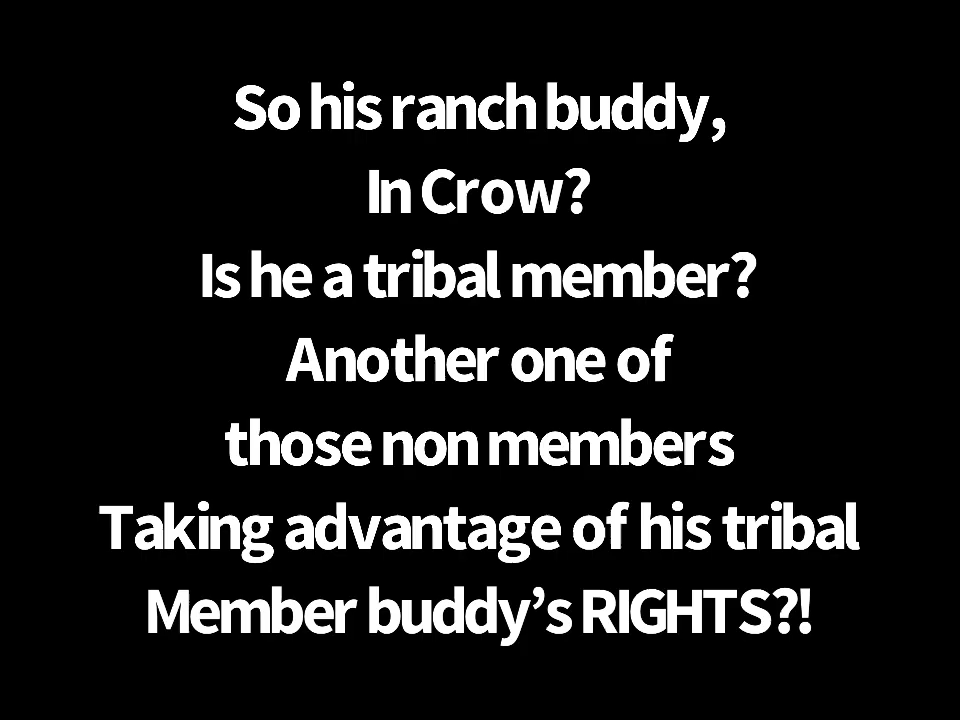 So his ranch buddy,
In Crow?
Is he a tribal member?
Another one of
those non members
Taking advantage of his tribal
Member buddy’s RIGHTS?!